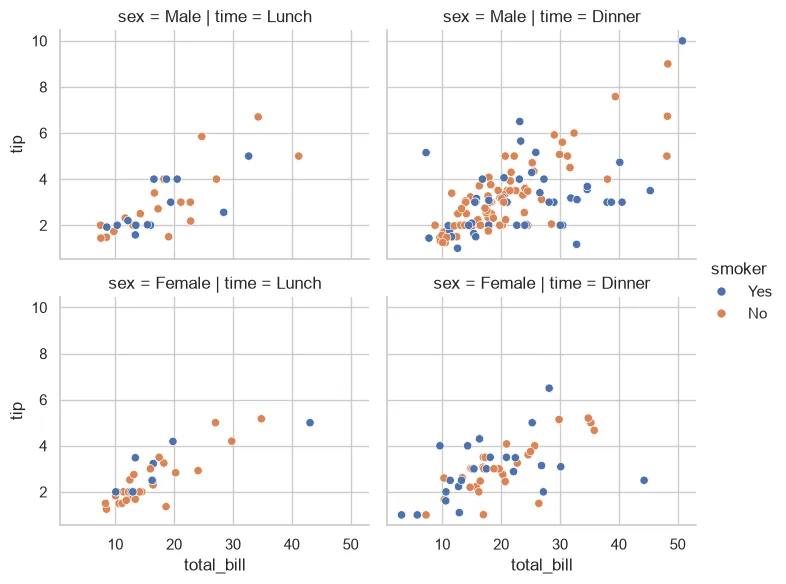 sex = Male | time = Lunch
sex = Male | time = Dinner
10
8
6
4
2
tip
smoker
Yes
No
sex = Female | time = Lunch
sex = Female | time = Dinner
10
8
6
4
2
tip
10 20 30 40 50
10 20 30 40 50
total_bill
total_bill